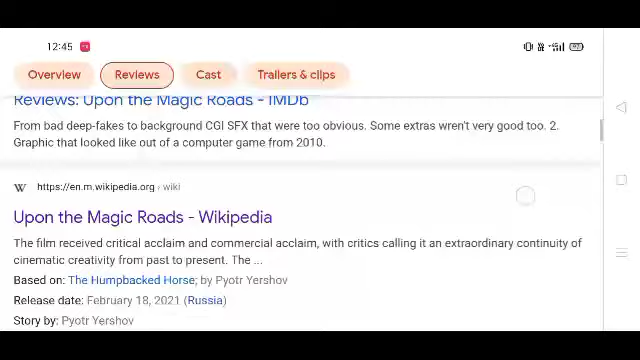 12:45
Overview Reviews Cast Trailers & clips
Reviews: Upon the Magic Roads - IMDb
From bad deep-fakes to background CGI SFX that were too obvious. Some extras wren't very good too. 2.
Graphic that looked like out of a computer game from 2010.
W https://en.m.wikipedia.org › wiki
Upon the Magic Roads - Wikipedia
The film received critical acclaim and commercial acclaim, with critics calling it an extraordinary continuity of
cinematic creativity from past to present. The ...
Based on: The Humpbacked Horse; by Pyotr Yershov
Release date: February 18, 2021 (Russia)
Story by: Pyotr Yershov